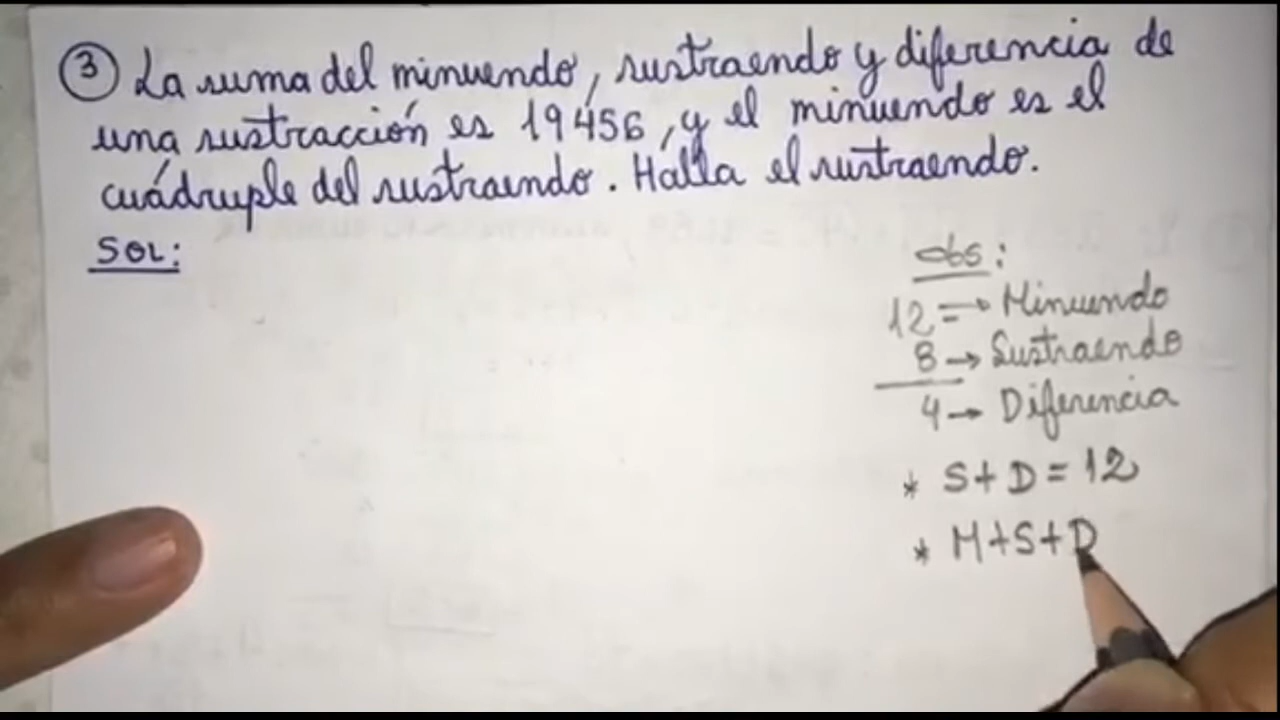 3 La suma del minuendo, sustraendo y diferencia de
una sustracción es 19456, y el minuendo es el
cuádruple del sustraendo. Halla el sustraendo.
SOL:
obs:
12 → Minuendo
8 → Sustraendo
4 → Diferencia
* S+D=12
* M+S+D